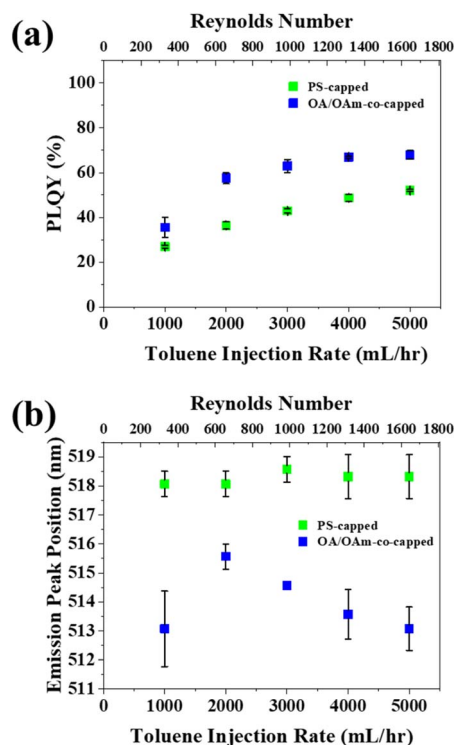 (a)
Reynolds Number
0 200 400 600 800 1000 1200 1400 1600 1800
100
80
60
40
20
0
PLQY (%)
PS-capped
OA/OAm-co-capped
1000 2000 3000 4000 5000
Toluene Injection Rate (mL/hr)
(b)
Reynolds Number
0 200 400 600 800 1000 1200 1400 1600 1800
519
518
517
516
515
514
513
512
511
Emission Peak Position (nm)
PS-capped
OA/OAm-co-capped
0 1000 2000 3000 4000 5000
Toluene Injection Rate (mL/hr)